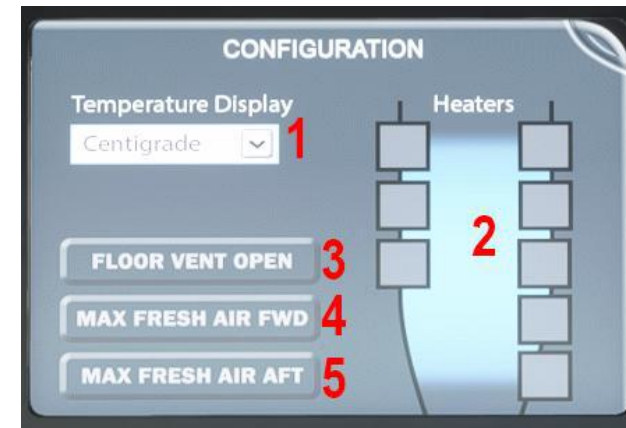 CONFIGURATION
Temperature Display
Heaters
Centigrade
1
2
FLOOR VENT OPEN
3
MAX FRESH AIR FWD
4
MAX FRESH AIR AFT
5